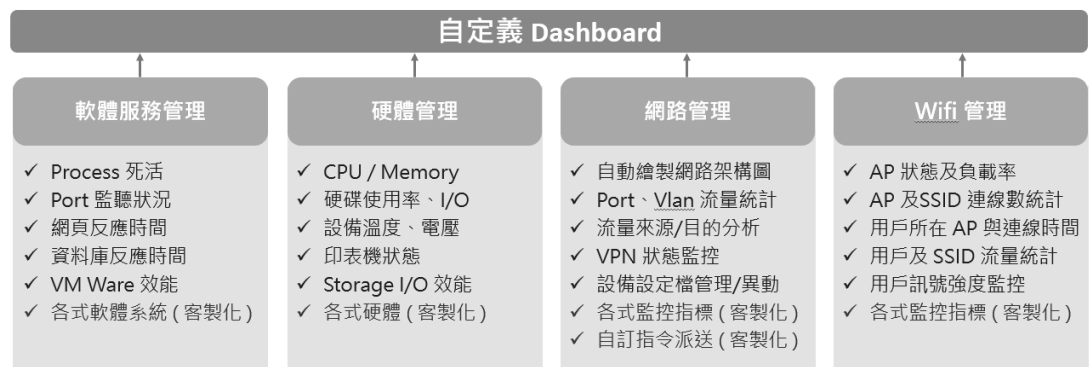 自定義 Dashboard
軟體服務管理
✓ Process 死活
✓ Port 監聽狀況
✓ 網頁反應時間
✓ 資料庫反應時間
✓ VM Ware 效能
✓ 各式軟體系統 ( 客製化 )
硬體管理
✓ CPU / Memory
✓ 硬碟使用率、I/O
✓ 設備溫度、電壓
✓ 印表機狀態
✓ Storage I/O 效能
✓ 各式硬體 ( 客製化 )
網路管理
✓ 自動繪製網路架構圖
✓ Port、Vlan 流量統計
✓ 流量來源/目的分析
✓ VPN 狀態監控
✓ 設備設定檔管理/異動
✓ 各式監控指標 ( 客製化 )
✓ 自訂指令派送 ( 客製化 )
Wifi 管理
✓ AP 狀態及負載率
✓ AP 及SSID 連線數統計
✓ 用戶所在 AP 與連線時間
✓ 用戶及 SSID 流量統計
✓ 用戶訊號強度監控
✓ 各式監控指標 ( 客製化 )